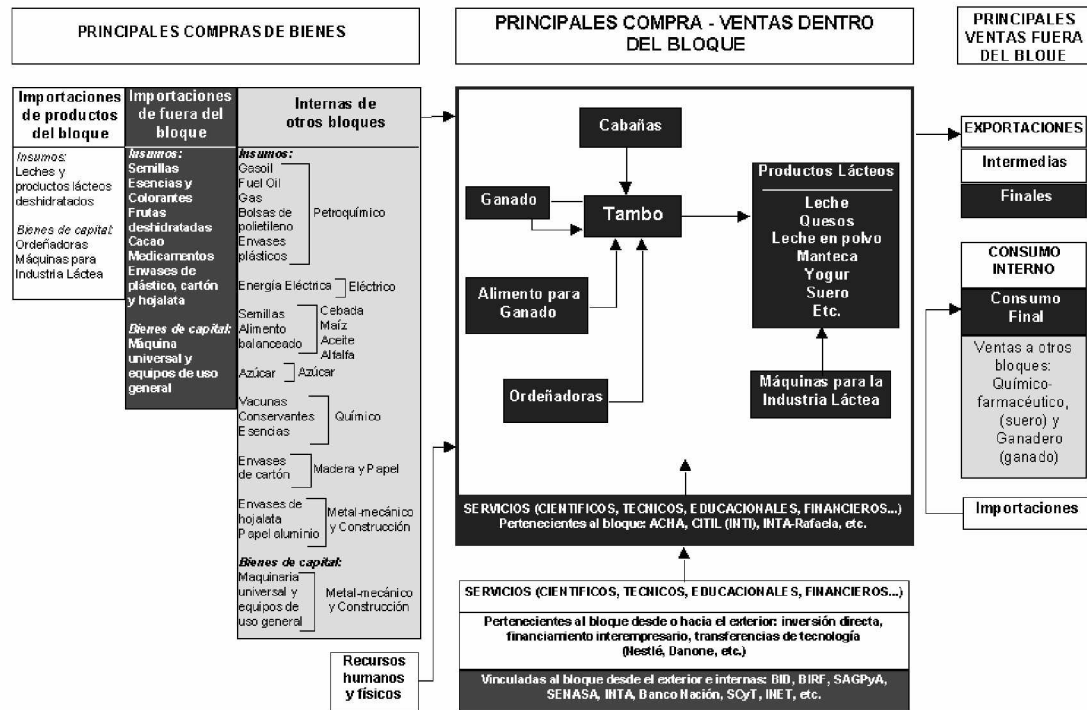 PRINCIPALES COMPRAS DE BIENES
PRINCIPALES COMPRA - VENTAS DENTRO
DEL BLOQUE
PRINCIPALES
VENTAS FUERA
DEL BLOUE
Importaciones
de productos
del bloque
Insumos:
Leches y
productos lácteos
deshidratados
Bienes de capital:
Ordeñadoras
Máquinas para
Industria Láctea
Importaciones
de fuera del
bloque
Insumos:
Semillas
Esencias y
Colorantes
Frutas
deshidratadas
Cacao
Medicamentos
Envases de
plástico, cartón
y hojalata
Bienes de capital:
Máquina
universal y
equipos de uso
general
Internas de
otros bloques
Insumos:
Gasoil
Fuel Oil
Gas
Bolsas de
polietileno
Envases
plásticos
Petroquímico
Energía Eléctrica
Eléctrico
Semillas
Alimento
balanceado
Cebada
Maíz
Aceite
Alfalfa
Azúcar
Azúcar
Vacunas
Conservantes
Esencias
Químico
Envases
de cartón
Madera y Papel
Envases de
hojalata
Papel aluminio
Metal-mecánico
y Construcción
Bienes de capital:
Maquinaria
universal y
equipos de
uso general
Metal-mecánico
y Construcción
Recursos
humanos
y físicos
Cabañas
Ganado
Tambo
Alimento para
Ganado
Ordeñadoras
Productos Lácteos
Leche
Quesos
Leche en polvo
Manteca
Yogur
Suero
Etc.
Máquinas para la
Industria Láctea
SERVICIOS (CIENTIFICOS, TECNICOS, EDUCACIONALES, FINANCIEROS...)
Pertenecientes al bloque: ACHA, CITIL (INTI), INTA-Rafaela, etc.
SERVICIOS (CIENTIFICOS, TECNICOS, EDUCACIONALES, FINANCIEROS...)
Pertenecientes al bloque desde o hacia el exterior: inversión directa,
financiamiento interempresario, transferencias de tecnología
(Nestlé, Danone, etc.)
Vinculadas al bloque desde el exterior e internas: BID, BIRF, SAGPyA,
SENASA, INTA, Banco Nación, SCyT, INET, etc.
EXPORTACIONES
Intermedias
Finales
CONSUMO
INTERNO
Consumo
Final
Ventas a otros
bloques:
Químico-
farmacéutico,
(suero) y
Ganadero
(ganado)
Importaciones